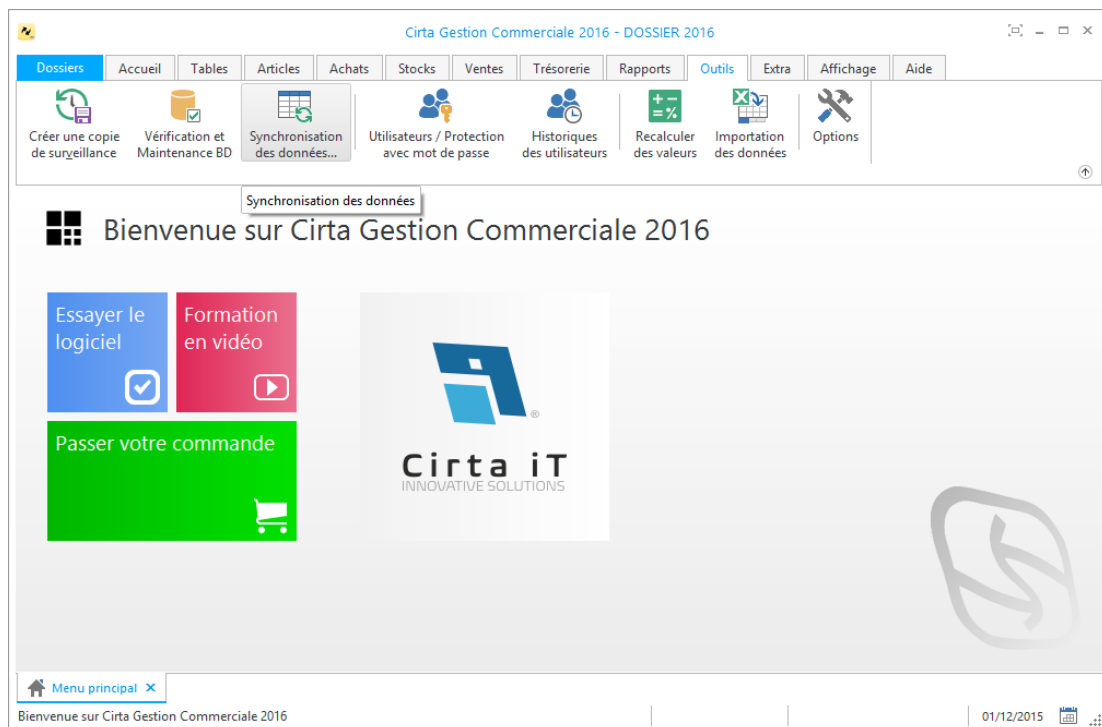 Cirta Gestion Commerciale 2016 - DOSSIER 2016
Dossiers Accueil Tables Articles Achats Stocks Ventes Trésorerie Rapports Outils Extra Affichage Aide
Créer une copie de surveillance
Vérification et Maintenance BD
Synchronisation des données...
Utilisateurs / Protection avec mot de passe
Historiques des utilisateurs
Recalculer des valeurs
Importation des données
Options
Synchronisation des données
Bienvenue sur Cirta Gestion Commerciale 2016
Essayer le
logiciel
Formation
en vidéo
Passer votre commande
Cirta iT
INNOVATIVE SOLUTIONS
®
Menu principal
Bienvenue sur Cirta Gestion Commerciale 2016
01/12/2015